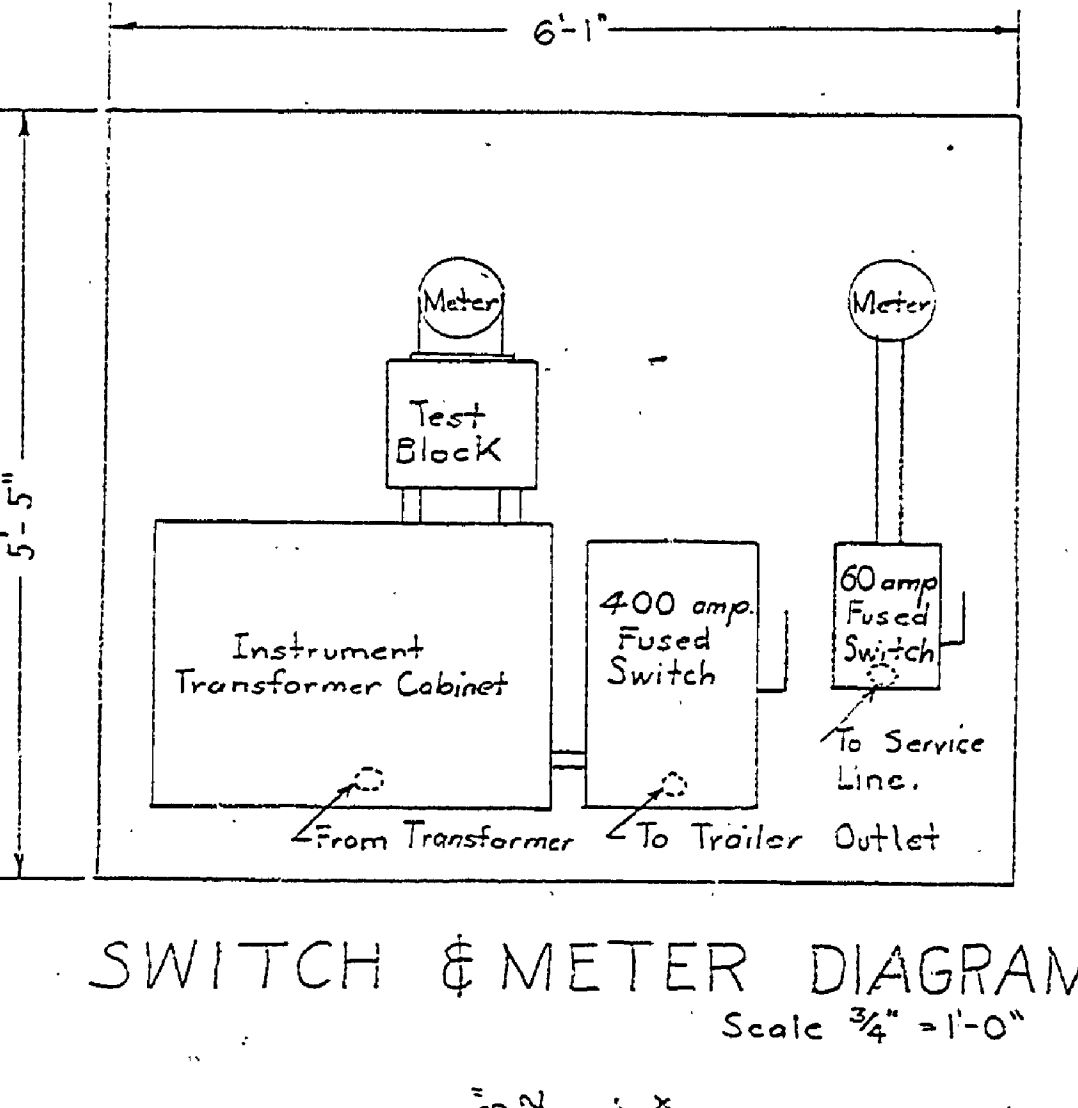 6'-1"
5'-5"
Meter
Meter
Test
Block
60 amp
Fused
Switch
400 amp.
Fused
Switch
Instrument
Transformer Cabinet
To Service
Line.
From Transformer
To Trailer Outlet
SWITCH & METER DIAGRAM
Scale 3/4" = 1'-0"